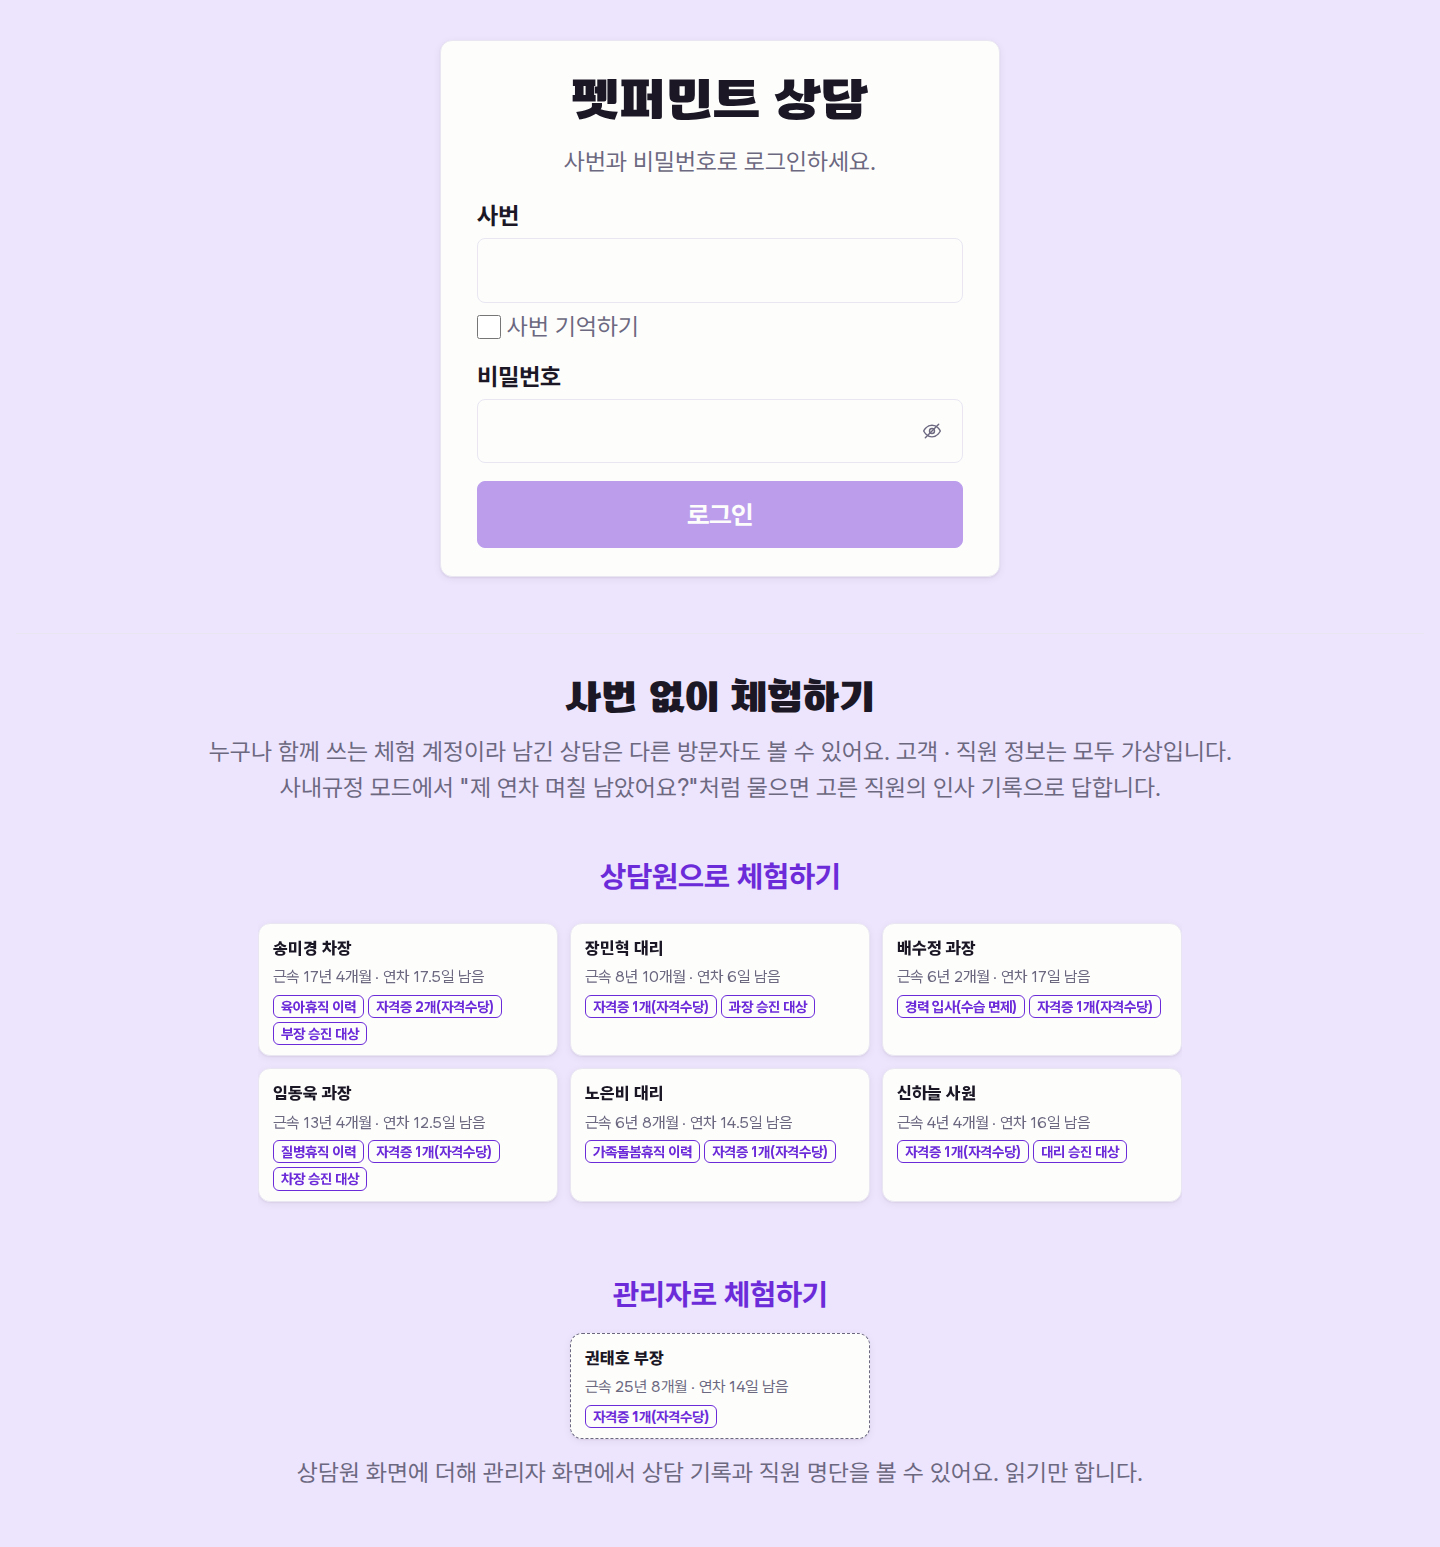 펫퍼민트 상담
사번과 비밀번호로 로그인하세요.
사번
사번 기억하기
비밀번호
로그인
사번 없이 체험하기
누구나 함께 쓰는 체험 계정이라 남긴 상담은 다른 방문자도 볼 수 있어요. 고객 · 직원 정보는 모두 가상입니다.
사내규정 모드에서 "제 연차 며칠 남았어요?"처럼 물으면 고른 직원의 인사 기록으로 답합니다.
상담원으로 체험하기
송미경 차장
근속 17년 4개월 · 연차 17.5일 남음
육아휴직 이력 자격증 2개(자격수당)
부장 승진 대상
장민혁 대리
근속 8년 10개월 · 연차 6일 남음
자격증 1개(자격수당) 과장 승진 대상
배수정 과장
근속 6년 2개월 · 연차 17일 남음
경력 입사(수습 면제) 자격증 1개(자격수당)
임동욱 과장
근속 13년 4개월 · 연차 12.5일 남음
질병휴직 이력 자격증 1개(자격수당)
차장 승진 대상
노은비 대리
근속 6년 8개월 · 연차 14.5일 남음
가족돌봄휴직 이력 자격증 1개(자격수당)
신하늘 사원
근속 4년 4개월 · 연차 16일 남음
자격증 1개(자격수당) 대리 승진 대상
관리자로 체험하기
권태호 부장
근속 25년 8개월 · 연차 14일 남음
자격증 1개(자격수당)
상담원 화면에 더해 관리자 화면에서 상담 기록과 직원 명단을 볼 수 있어요. 읽기만 합니다.